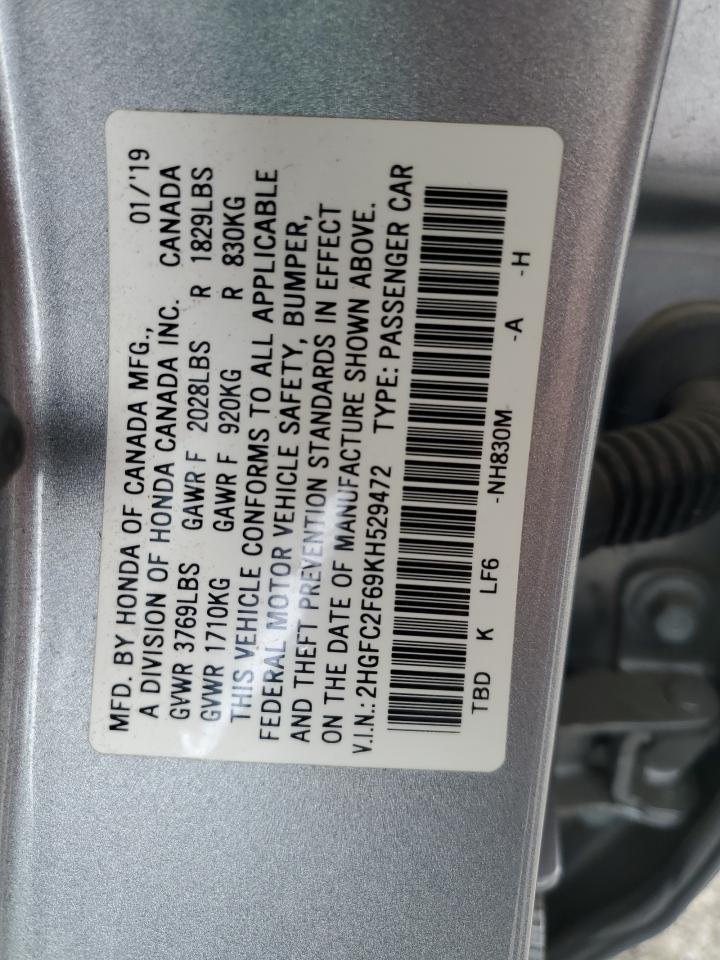 MFD. BY HONDA OF CANADA MFG., 01/'19
A DIVISION OF HONDA CANADA INC. CANADA
GVWR 3769LBS GAWR F 2028LBS R 1829LBS
GVWR 1710KG GAWR F 920KG R 830KG
THIS VEHICLE CONFORMS TO ALL APPLICABLE
FEDERAL MOTOR VEHICLE SAFETY, BUMPER,
AND THEFT PREVENTION STANDARDS IN EFFECT
ON THE DATE OF MANUFACTURE SHOWN ABOVE.
V.I.N.: 2HGFC2F69KH529472 TYPE: PASSENGER CAR
TBD K LF6 -NH830M -A -H